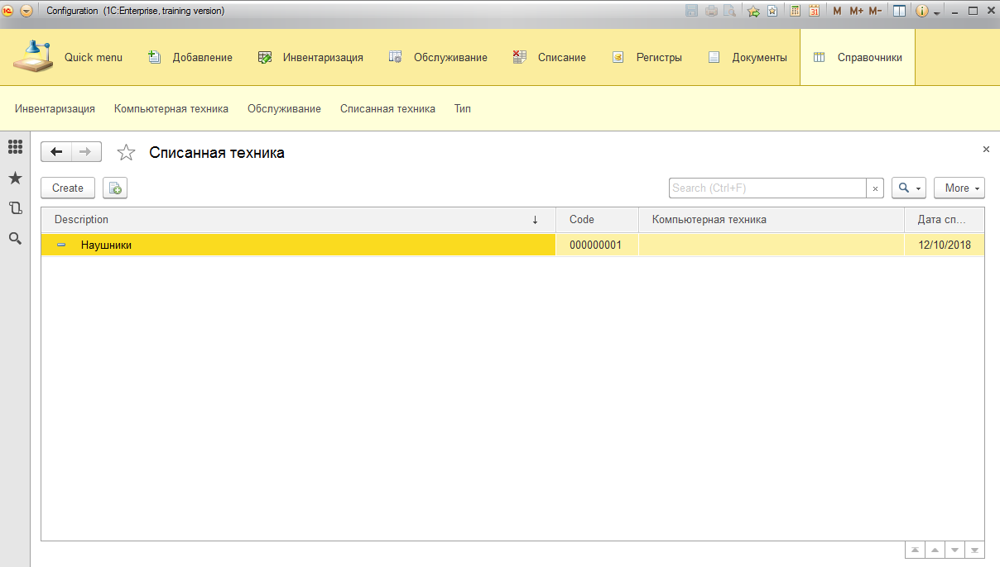 Configuration (1C:Enterprise, training version)
31 M M+ M-
Quick menu Добавление Инвентаризация Обслуживание Списание Регистры Документы Справочники
Инвентаризация Компьютерная техника Обслуживание Списанная техника Тип
Списанная техника
Create Search (Ctrl+F) More
Description Code Компьютерная техника Дата сп...
Наушники 000000001 12/10/2018